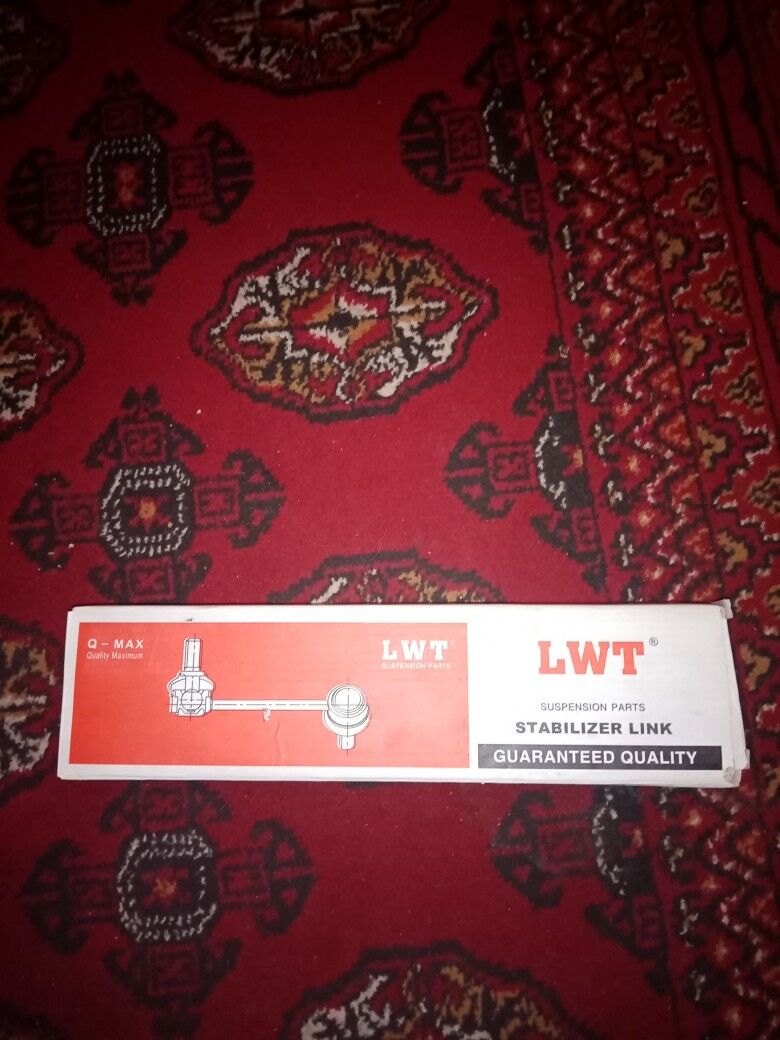 Q – MAX
Quality Maximum
LWT
SUSPENSION PARTS
LWT®
SUSPENSION PARTS
STABILIZER LINK
GUARANTEED QUALITY